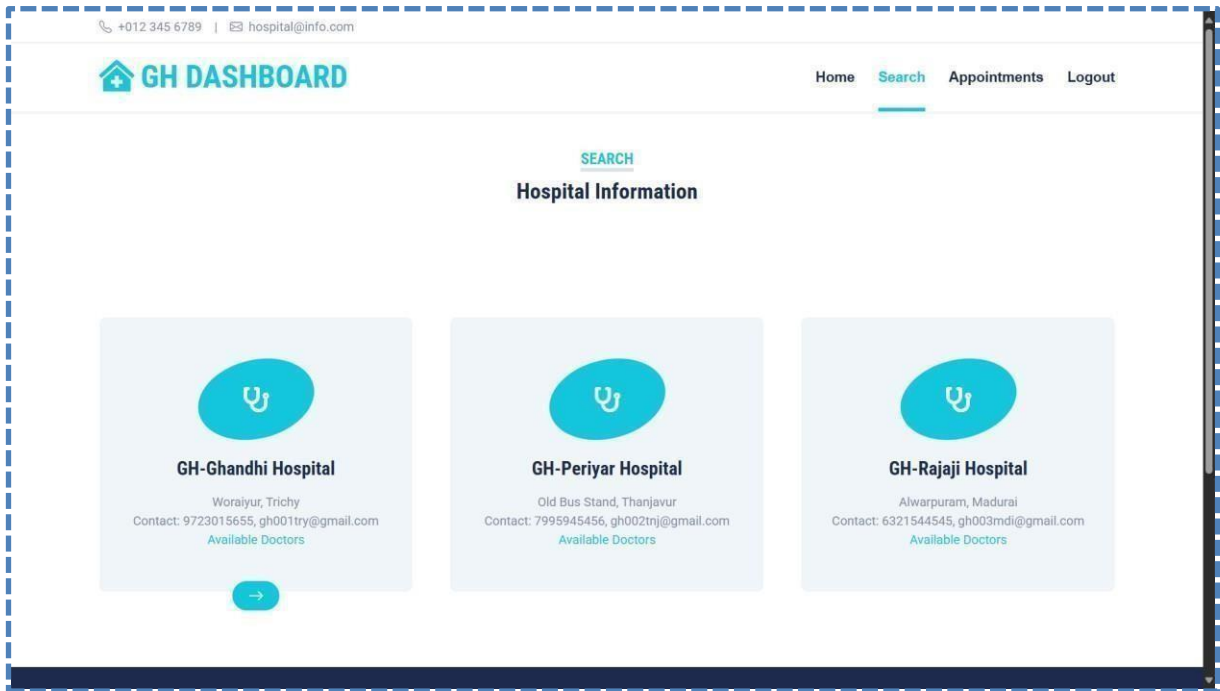 +012 345 6789 | hospital@info.com
GH DASHBOARD
Home Search Appointments Logout
SEARCH
Hospital Information
GH-Ghandhi Hospital
Woraiyur, Trichy
Contact: 9723015655, gh001try@gmail.com
Available Doctors
GH-Periyar Hospital
Old Bus Stand, Thanjavur
Contact: 7995945456, gh002tnj@gmail.com
Available Doctors
GH-Rajaji Hospital
Alwarpuram, Madurai
Contact: 6321544545, gh003mdi@gmail.com
Available Doctors